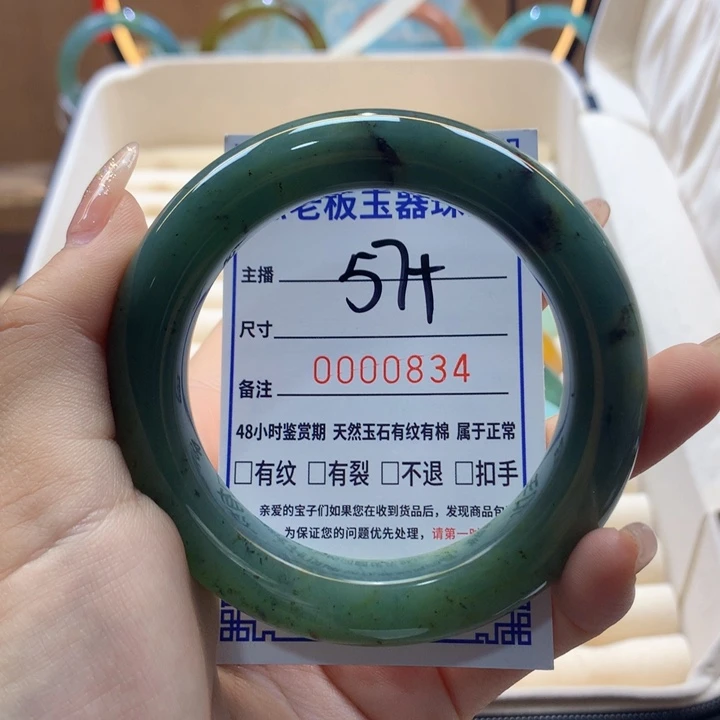 老板玉器珠
主播
57+
尺寸
0000834
备注
48小时鉴赏期 天然玉石有纹有棉 属于正常
□有纹 □有裂 □不退 □扣手
亲爱的宝子们如果您在收到货品后，发现商品包
为保证您的问题优先处理，请第一时